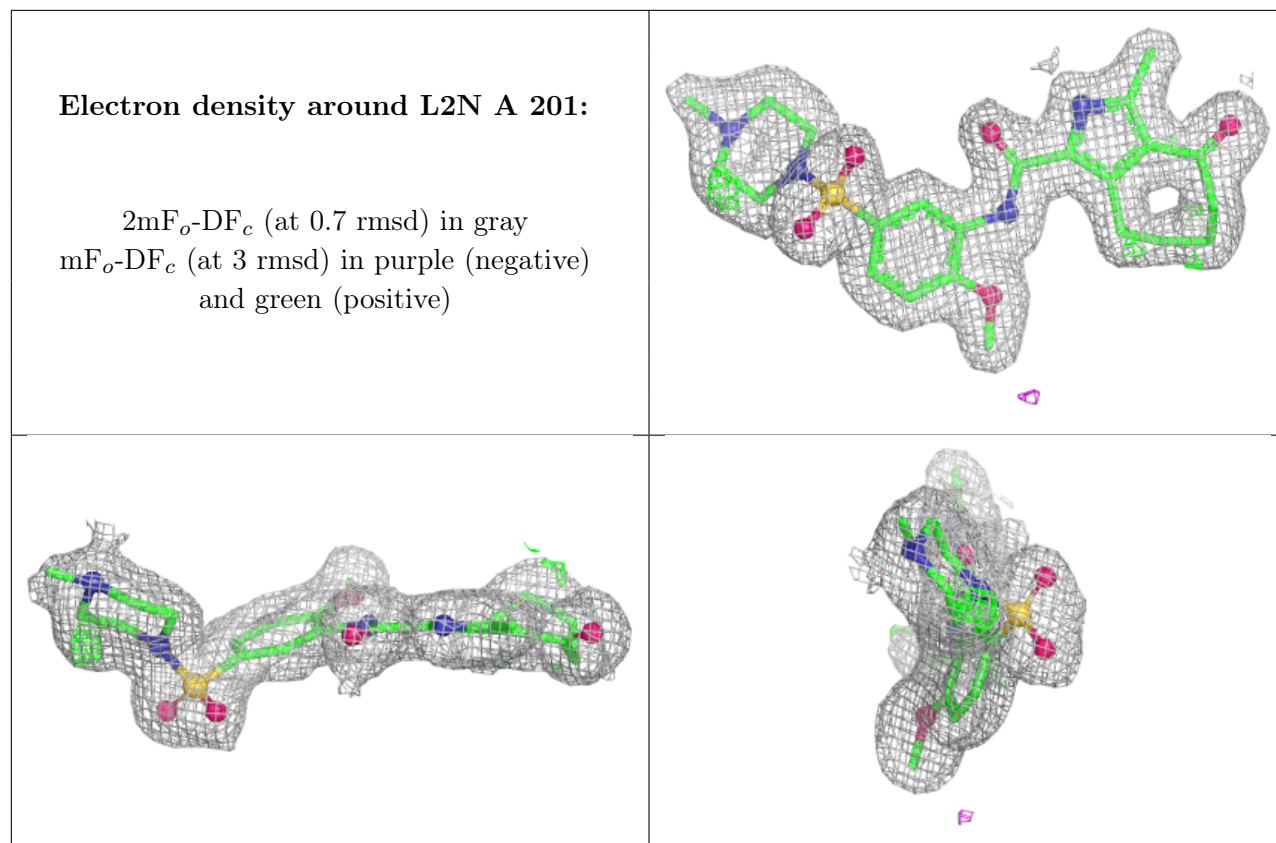 Electron density around L2N A 201:
2mFo-DFc (at 0.7 rmsd) in gray
mFo-DFc (at 3 rmsd) in purple (negative)
and green (positive)